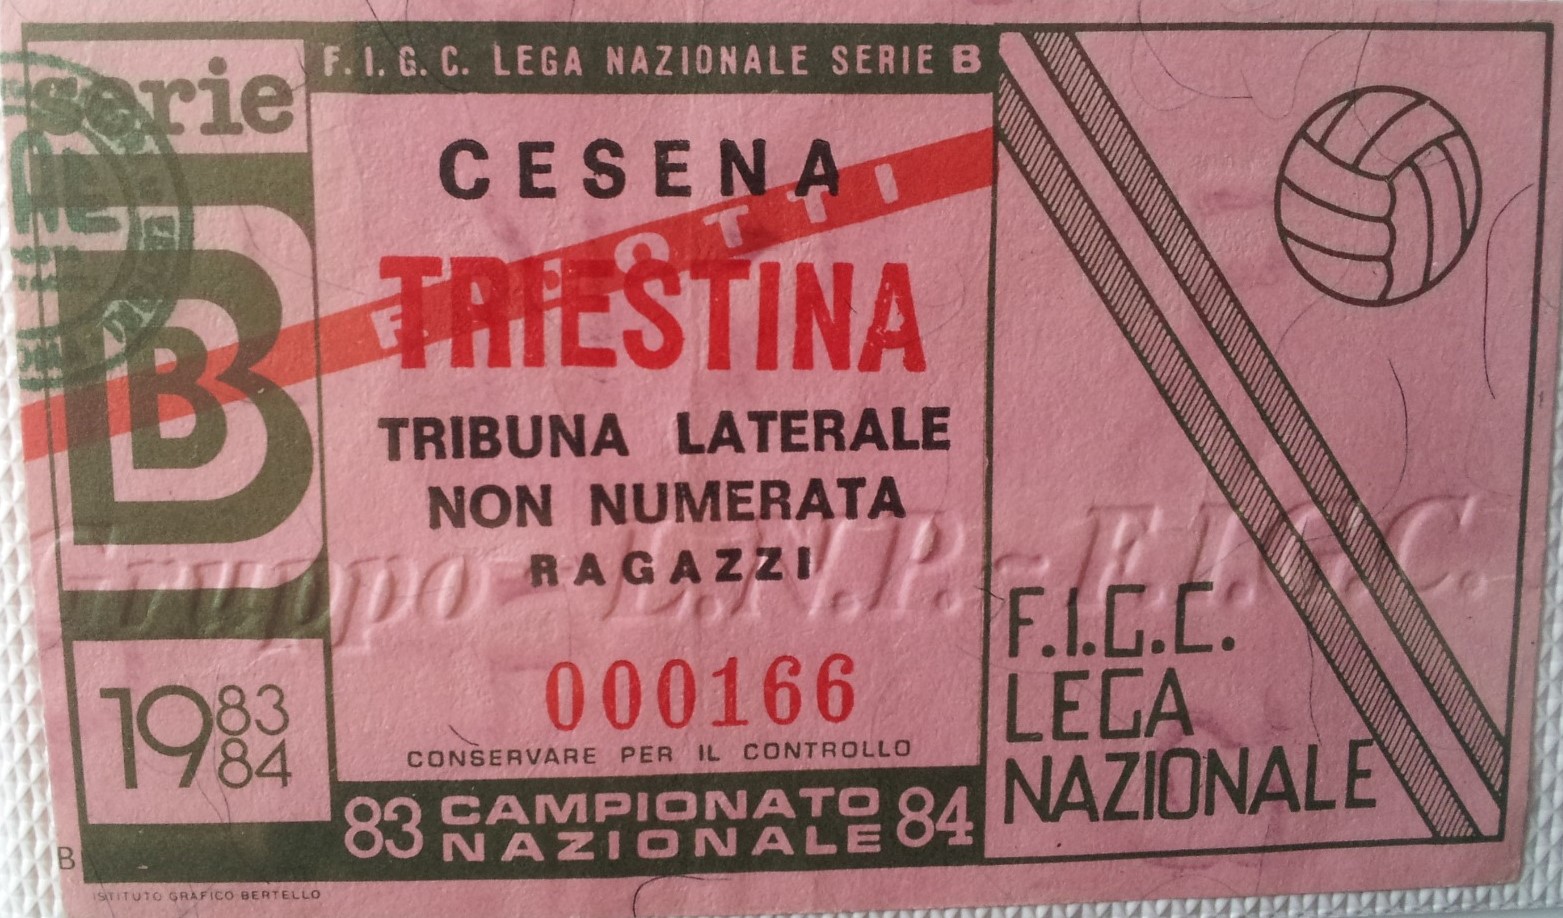 F. I. G. C. LEGA NAZIONALE SERIE B
serie
B
B
1983
84
CESENA
TRIESTINA
TRIBUNA LATERALE
NON NUMERATA
RAGAZZI
000166
CONSERVARE PER IL CONTROLLO
83 CAMPIONATO NAZIONALE 84
F.I.G.C.
LEGA
NAZIONALE
Gruppo - L.N.P. - F.I.G.C.
B
ISTITUTO GRAFICO BERTELLO